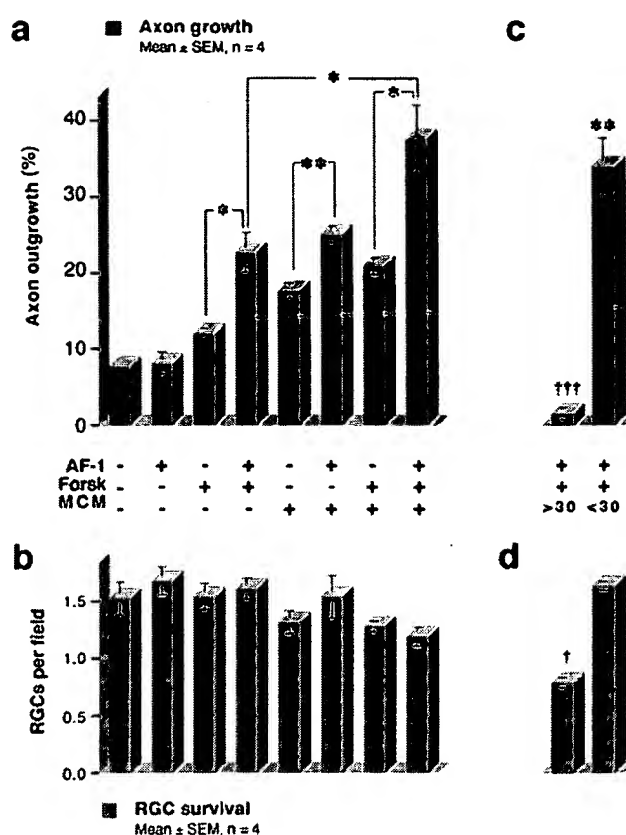 a
Axon growth
Mean ± SEM, n = 4
c
Axon outgrowth (%)
40
30
20
10
0
*
*
**
*
**
†††
AF-1 - + - + - + - + + +
Forsk - - + + - - + + + +
MCM - - - - + + + + >30 <30
b
d
RGCs per field
1.5
1.0
0.5
0.0
†
RGC survival
Mean ± SEM, n = 4